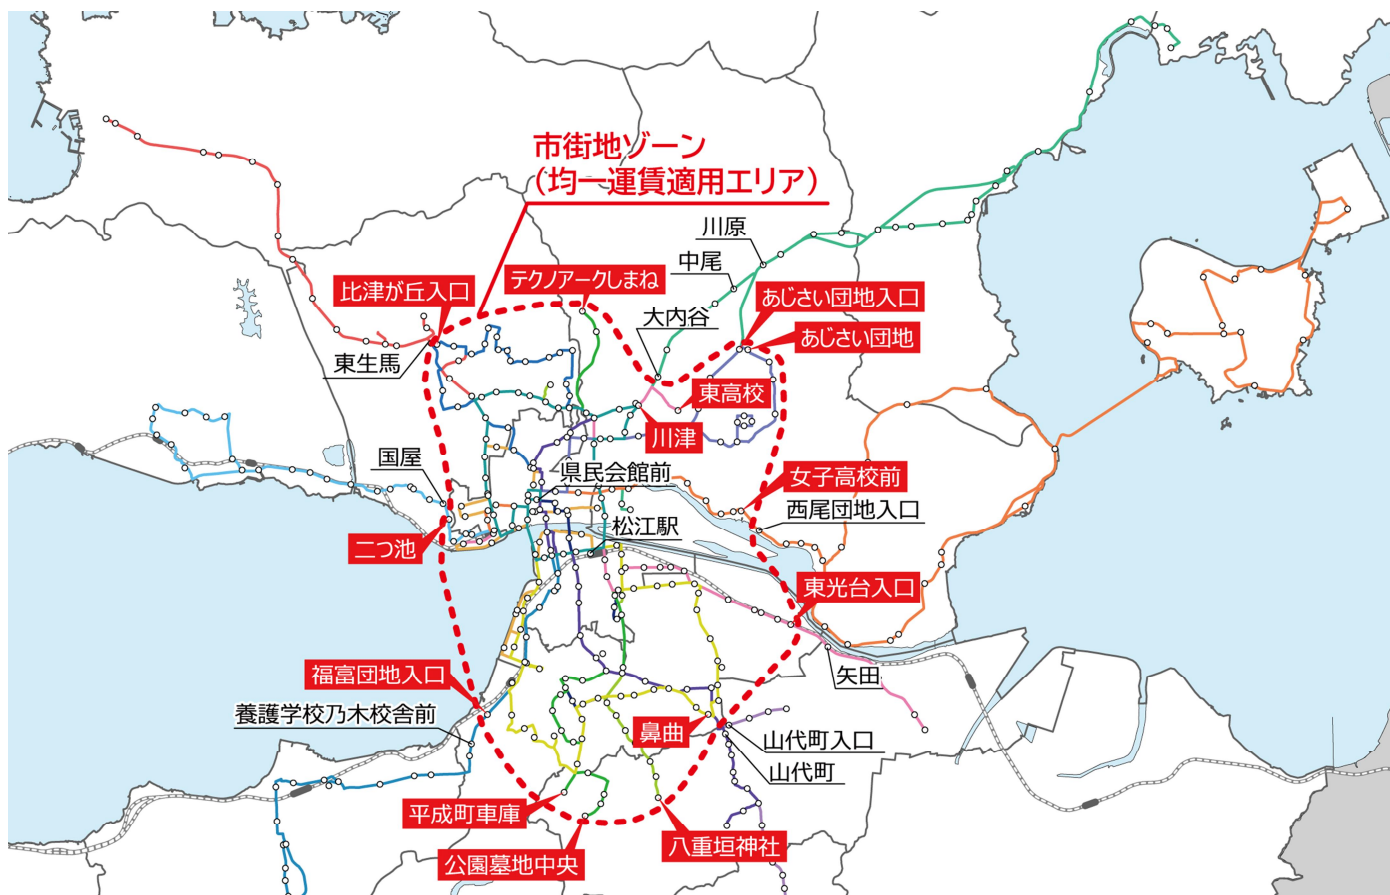 市街地ゾーン
（均一運賃適用エリア）
川原
中尾
テクノアークしまね
比津が丘入口
あじさい団地入口
大内谷
あじさい団地
東生馬
東高校
川津
国屋
県民会館前
女子高校前
西尾団地入口
松江駅
二つ池
東光台入口
福富団地入口
矢田
養護学校乃木校舎前
鼻曲
山代町入口
山代町
平成町車庫
八重垣神社
公園墓地中央